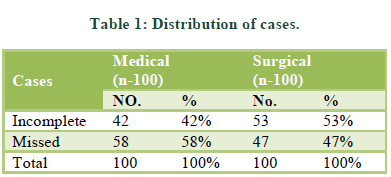 Table 1: Distribution of cases.
Cases Medical (n-100) Surgical (n-100)
NO. % No. %
Incomplete 42 42% 53 53%
Missed 58 58% 47 47%
Total 100 100% 100 100%